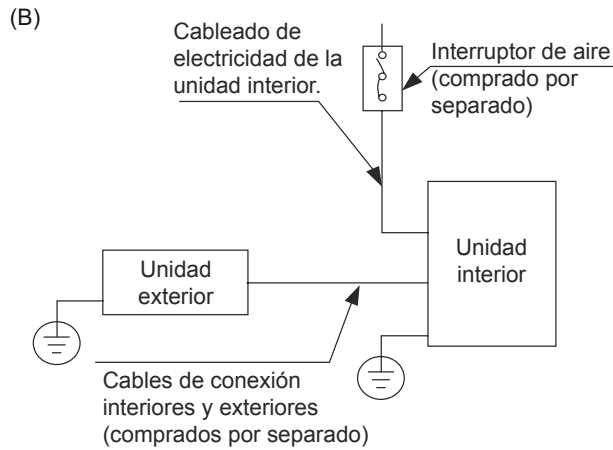 (B)
Cableado de
electricidad de la
unidad interior.
Interruptor de aire
(comprado por
separado)
Unidad
interior
Unidad
exterior
Cables de conexión
interiores y exteriores
(comprados por separado)